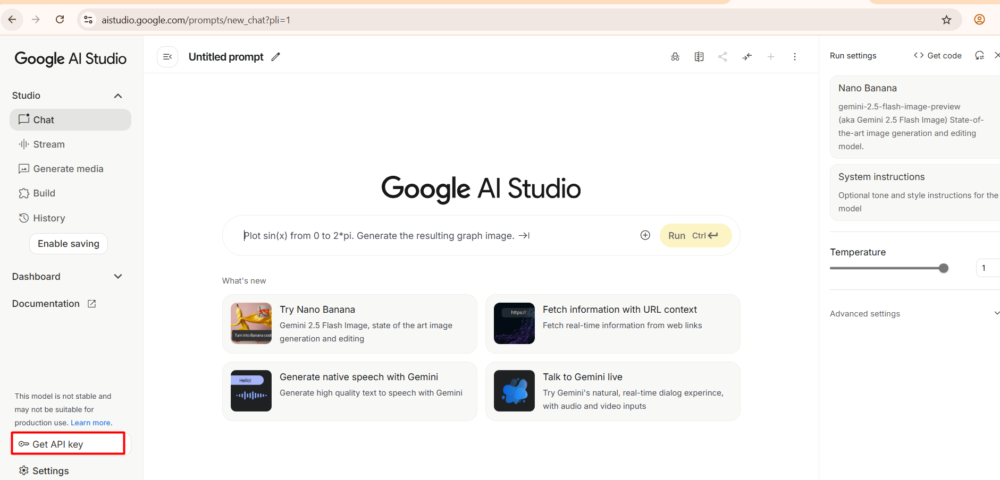 aistudio.google.com/prompts/new_chat?pli=1
Google AI Studio
Studio
Chat
Stream
Generate media
Build
History
Enable saving
Dashboard
Documentation
This model is not stable and
may not be suitable for
production use. Learn more.
Get API key
Settings
Untitled prompt
Google AI Studio
Plot sin(x) from 0 to 2*pi. Generate the resulting graph image.
Run Ctrl
What's new
Turn into Banana cost
Try Nano Banana
Gemini 2.5 Flash Image, state of the art image
generation and editing
https://
Fetch information with URL context
Fetch real-time information from web links
Hello!
Generate native speech with Gemini
Generate high quality text to speech with Gemini
Talk to Gemini live
Try Gemini's natural, real-time dialog experince,
with audio and video inputs
Run settings
Get code
Nano Banana
gemini-2.5-flash-image-preview
(aka Gemini 2.5 Flash Image) State-of-
the-art image generation and editing
model.
System instructions
Optional tone and style instructions for the
model
Temperature
1
Advanced settings